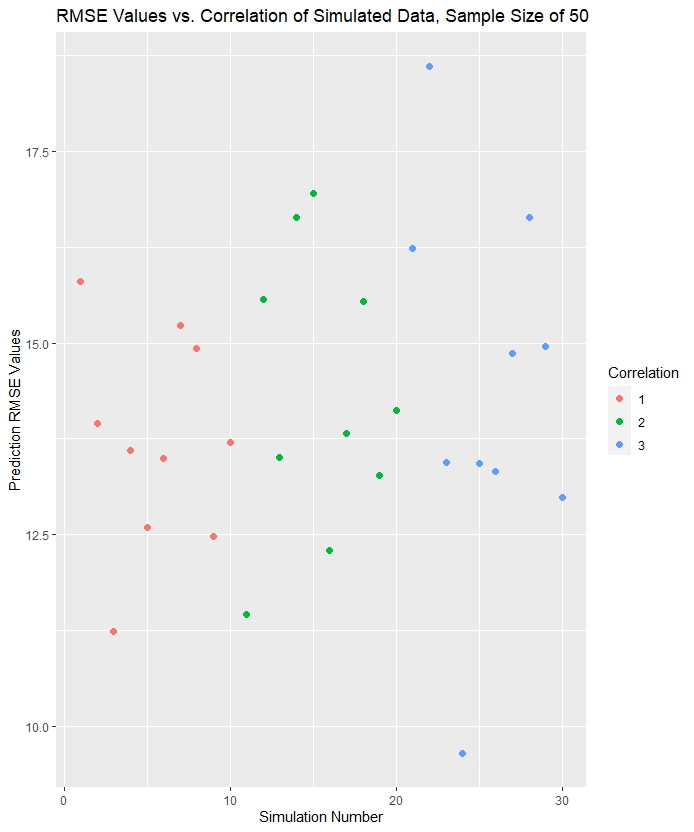 RMSE Values vs. Correlation of Simulated Data, Sample Size of 50
Prediction RMSE Values
17.5
15.0
12.5
10.0
0
10
20
30
Simulation Number
Correlation
1
2
3